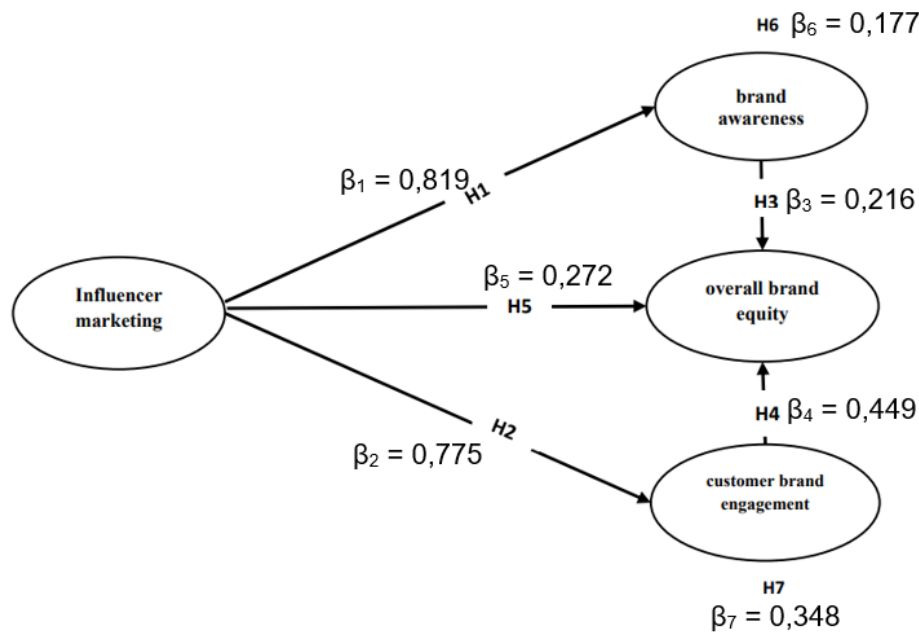 H6 β₆ = 0,177
brand
awareness
β₁ = 0,819
H1
H3 β₃ = 0,216
β₅ = 0,272
H5
Influencer
marketing
overall brand
equity
H2
β₂ = 0,775
H4 β₄ = 0,449
customer brand
engagement
H7
β₇ = 0,348